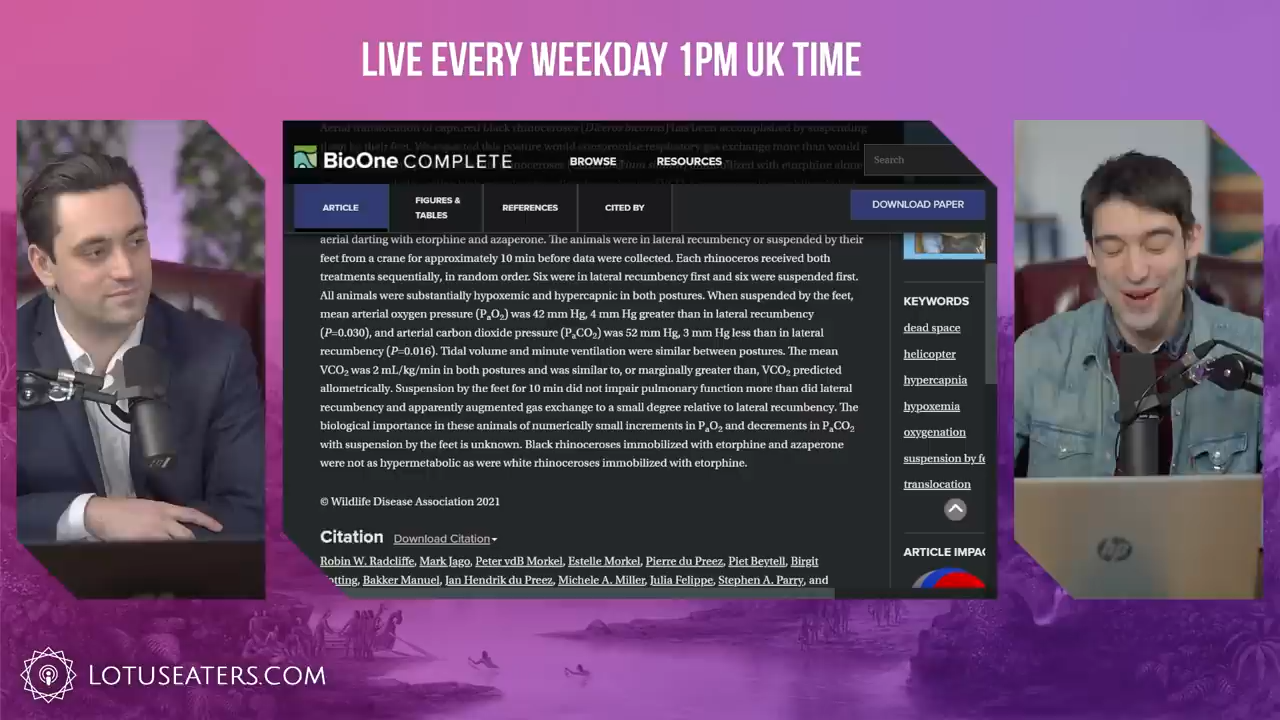 LIVE EVERY WEEKDAY 1PM UK TIME
BioOne COMPLETE
BROWSE
RESOURCES
Search
ARTICLE
FIGURES &
TABLES
REFERENCES
CITED BY
DOWNLOAD PAPER
aerial darting with etorphine and azaperone. The animals were in lateral recumbency or suspended by their
feet from a crane for approximately 10 min before data were collected. Each rhinoceros received both
treatments sequentially, in random order. Six were in lateral recumbency first and six were suspended first.
All animals were substantially hypoxemic and hypercapnic in both postures. When suspended by the feet,
mean arterial oxygen pressure (PaO2) was 42 mm Hg, 4 mm Hg greater than in lateral recumbency
(P=0.030), and arterial carbon dioxide pressure (PaCO2) was 52 mm Hg, 3 mm Hg less than in lateral
recumbency (P=0.016). Tidal volume and minute ventilation were similar between postures. The mean
VCO2 was 2 mL/kg/min in both postures and was similar to, or marginally greater than, VCO2 predicted
allometrically. Suspension by the feet for 10 min did not impair pulmonary function more than did lateral
recumbency and apparently augmented gas exchange to a small degree relative to lateral recumbency. The
biological importance in these animals of numerically small increments in PaO2 and decrements in PaCO2
with suspension by the feet is unknown. Black rhinoceroses immobilized with etorphine and azaperone
were not as hypermetabolic as were white rhinoceroses immobilized with etorphine.
© Wildlife Disease Association 2021
Citation Download Citation
Robin W. Radcliffe, Mark Jago, Peter vdB Morkel, Estelle Morkel, Pierre du Preez, Piet Beytell, Birgit
Kotting, Bakker Manuel, Jan Hendrik du Preez, Michele A. Miller, Julia Felippe, Stephen A. Parry, and
KEYWORDS
dead space
helicopter
hypercapnia
hypoxemia
oxygenation
suspension by fe
translocation
ARTICLE IMPAC
hp
LOTUSEATERS.COM